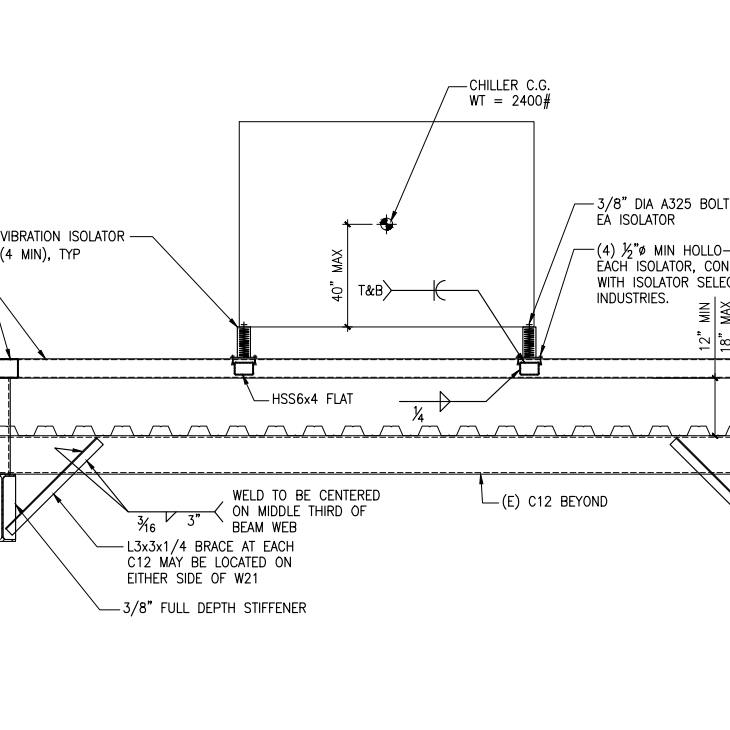 CHILLER C.G.
WT = 2400#
3/8" DIA A325 BOLT
EA ISOLATOR
VIBRATION ISOLATOR
(4 MIN), TYP
(4) ½"ø MIN HOLLO-
EACH ISOLATOR, CON
WITH ISOLATOR SELEC
INDUSTRIES.
40" MAX
T&B
12" MIN
18" MAX
HSS6x4 FLAT
1/4
WELD TO BE CENTERED
ON MIDDLE THIRD OF
BEAM WEB
3/16 3"
(E) C12 BEYOND
L3x3x1/4 BRACE AT EACH
C12 MAY BE LOCATED ON
EITHER SIDE OF W21
3/8" FULL DEPTH STIFFENER